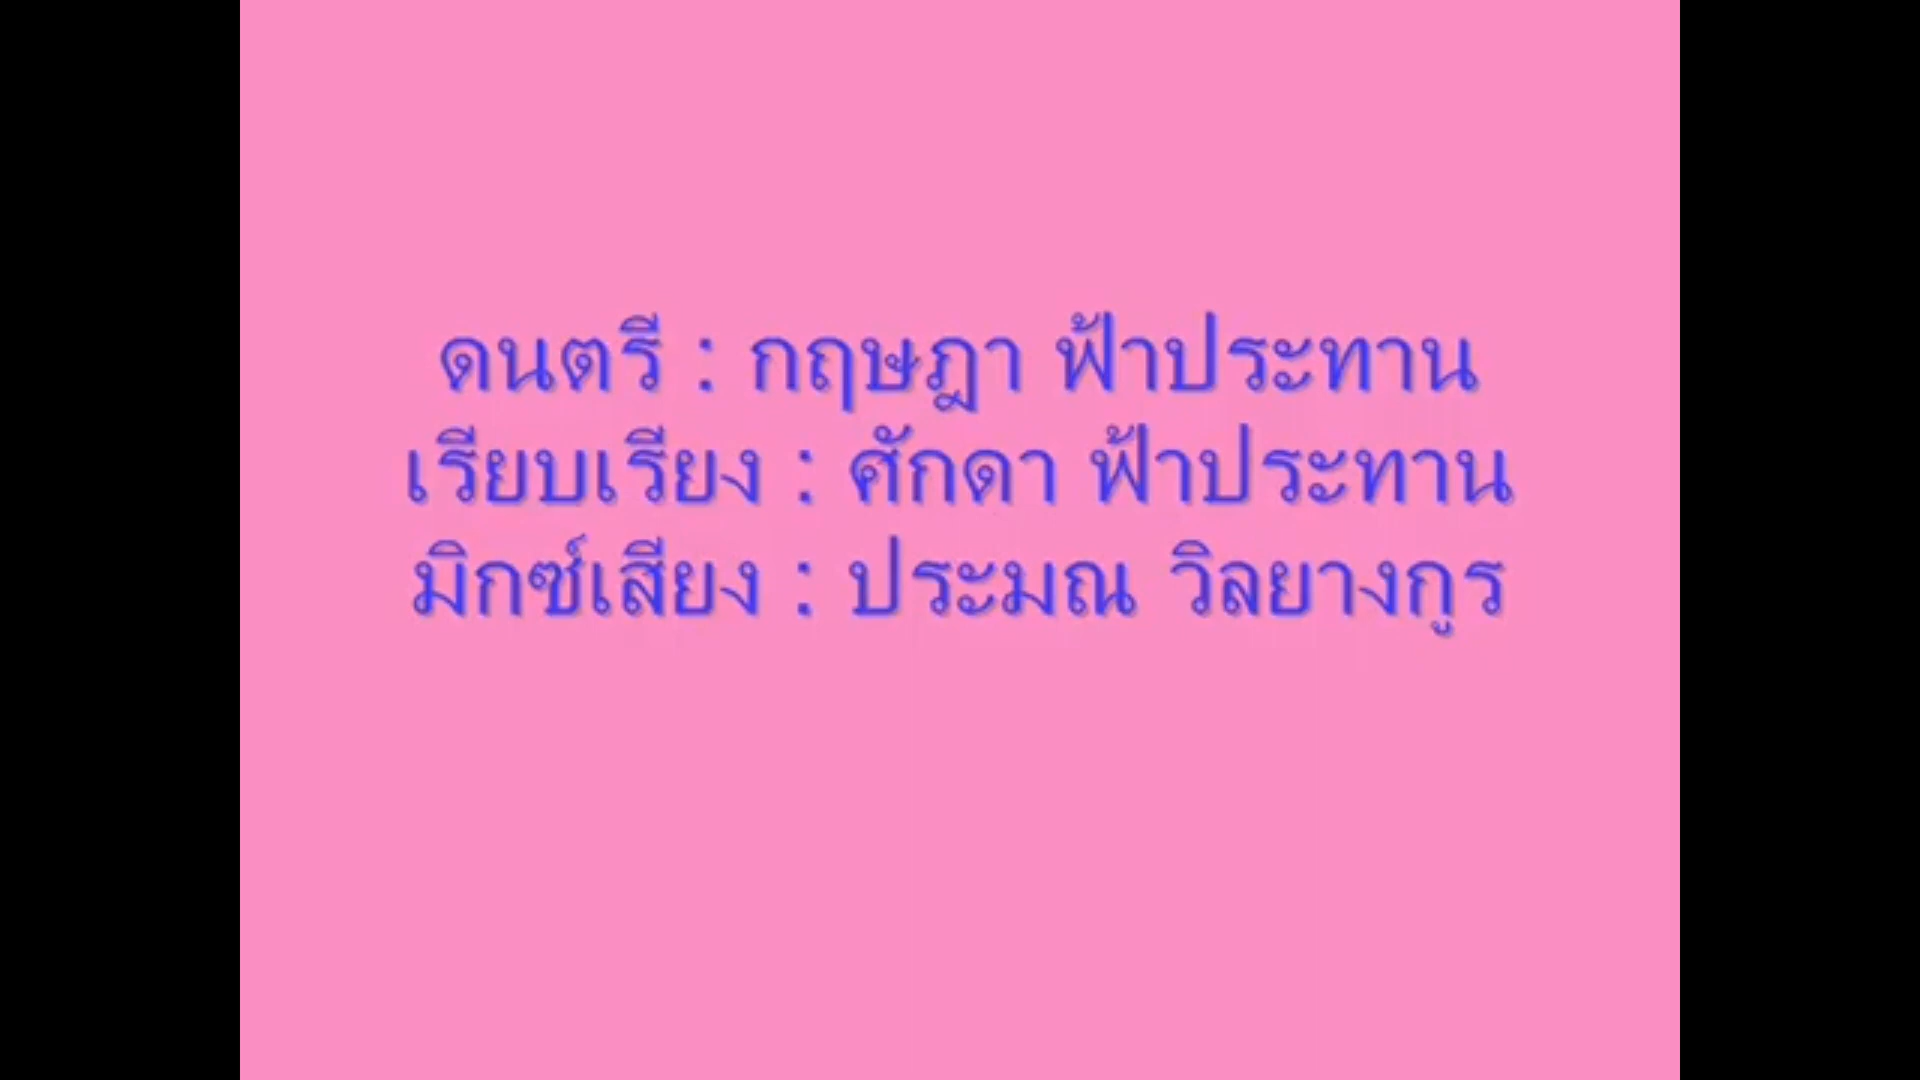 ดนตรี : กฤษฎา ฟ้าประทาน
เรียบเรียง : ศักดา ฟ้าประทาน
มิกซ์เสียง : ประมณ วิลยางกูร